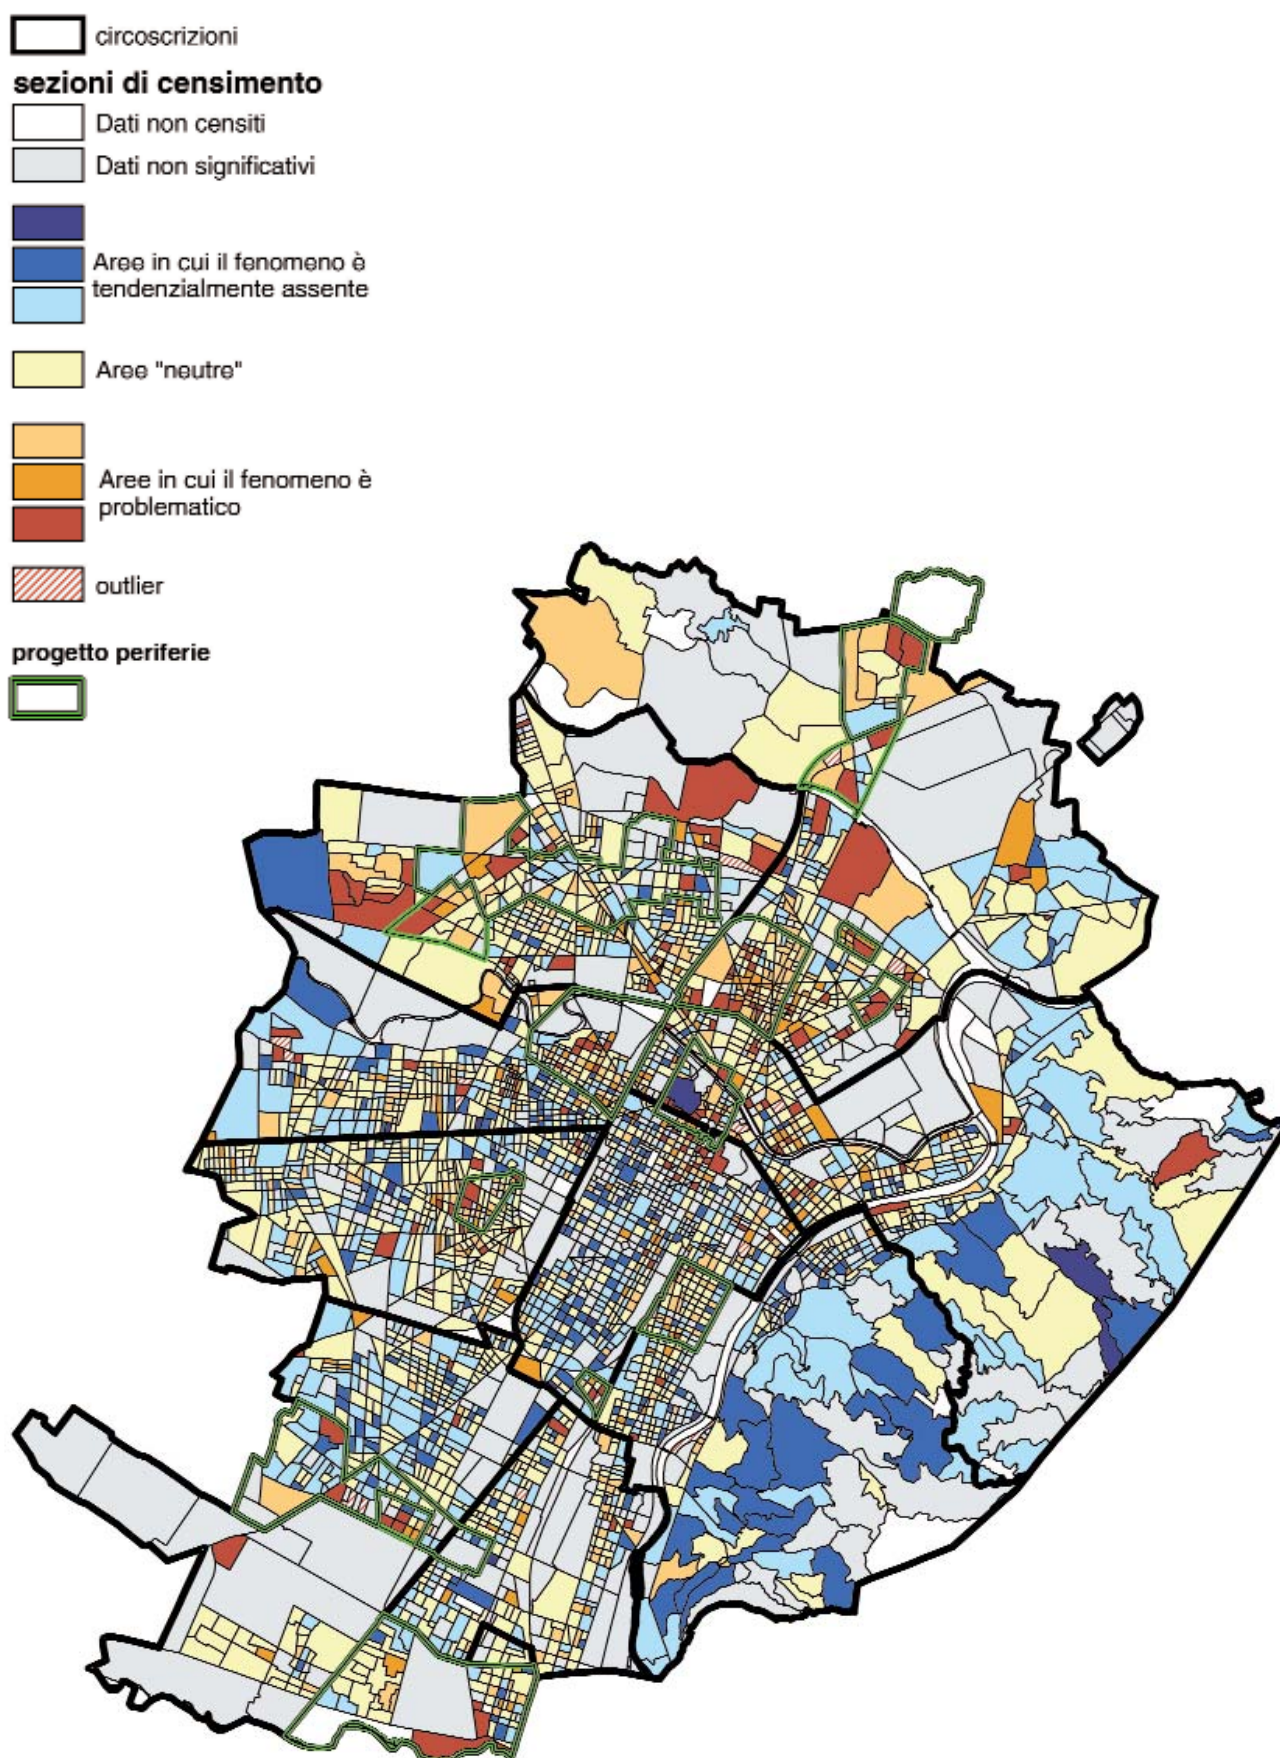 circoscrizioni
sezioni di censimento
Dati non censiti
Dati non significativi
Aree in cui il fenomeno è
tendenzialmente assente
Aree "neutre"
Aree in cui il fenomeno è
problematico
outlier
progetto periferie